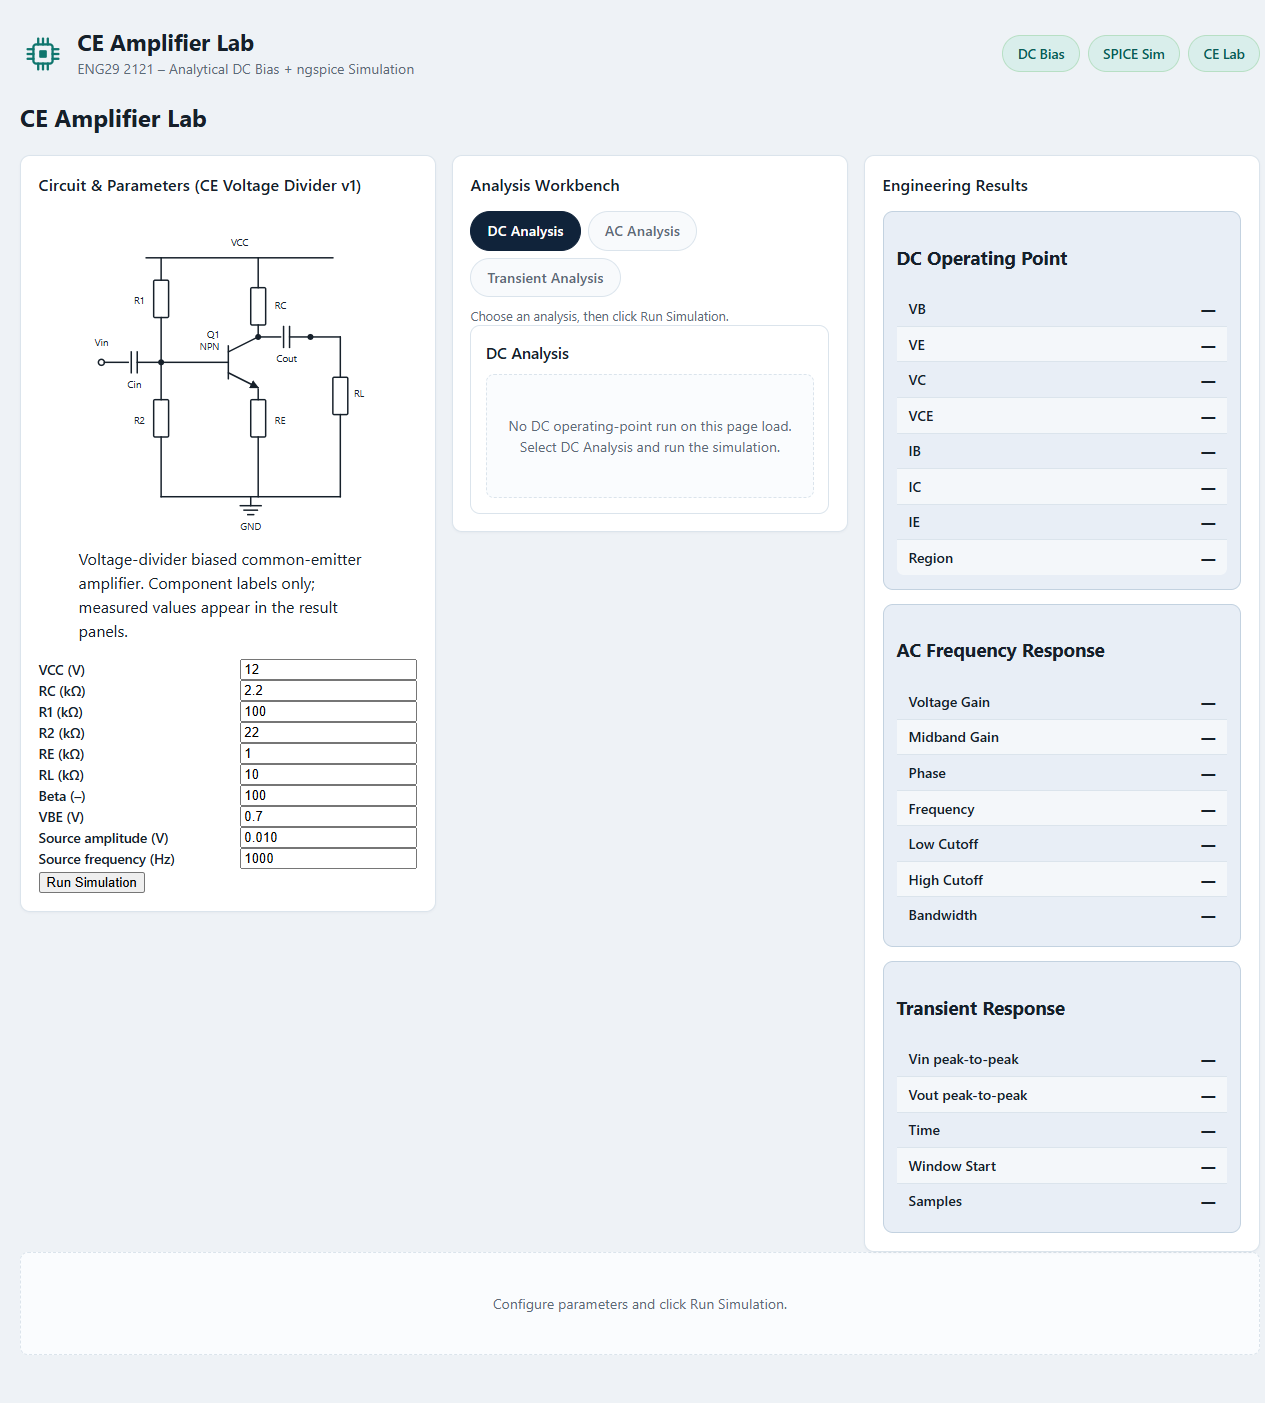 CE Amplifier Lab
ENG29 2121 – Analytical DC Bias + ngspice Simulation
DC Bias
SPICE Sim
CE Lab
CE Amplifier Lab
Circuit & Parameters (CE Voltage Divider v1)
VCC
R1
RC
Q1
NPN
Vin
Cout
Cin
RL
R2
RE
GND
Voltage-divider biased common-emitter
amplifier. Component labels only;
measured values appear in the result
panels.
VCC (V) 12
RC (kΩ) 2.2
R1 (kΩ) 100
R2 (kΩ) 22
RE (kΩ) 1
RL (kΩ) 10
Beta (–) 100
VBE (V) 0.7
Source amplitude (V) 0.010
Source frequency (Hz) 1000
Run Simulation
Analysis Workbench
DC Analysis
AC Analysis
Transient Analysis
Choose an analysis, then click Run Simulation.
DC Analysis
No DC operating-point run on this page load.
Select DC Analysis and run the simulation.
Engineering Results
DC Operating Point
VB —
VE —
VC —
VCE —
IB —
IC —
IE —
Region —
AC Frequency Response
Voltage Gain —
Midband Gain —
Phase —
Frequency —
Low Cutoff —
High Cutoff —
Bandwidth —
Transient Response
Vin peak-to-peak —
Vout peak-to-peak —
Time —
Window Start —
Samples —
Configure parameters and click Run Simulation.